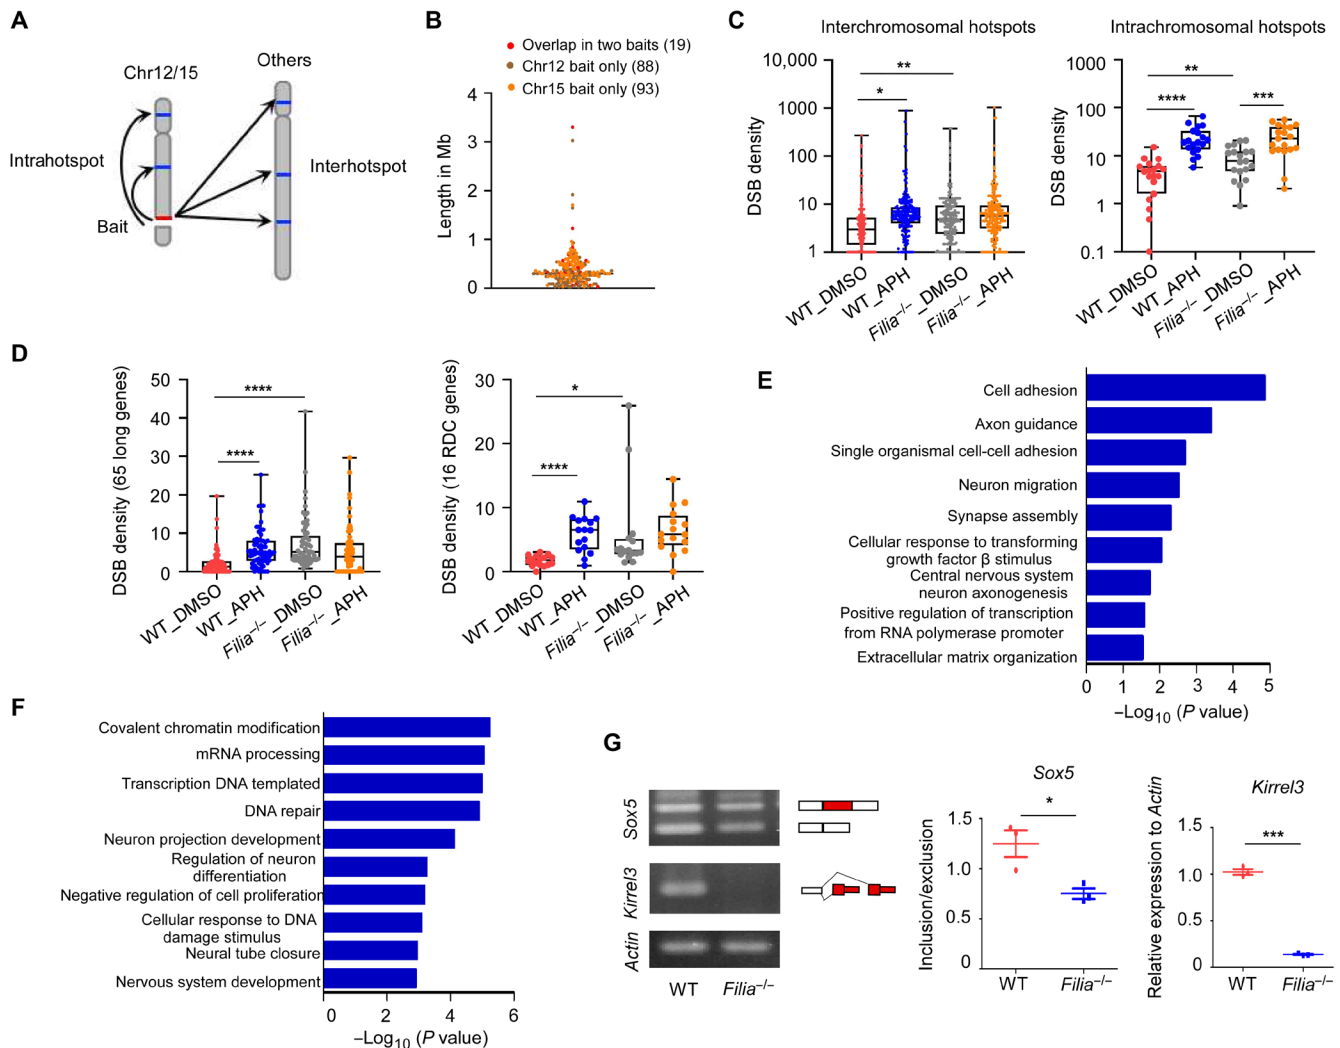 A
Chr12/15
Others
Intrahotspot
Interhotspot
Bait
B
Overlap in two baits (19)
Chr12 bait only (88)
Chr15 bait only (93)
Length in Mb
4
3
2
1
0
C
Interchromosomal hotspots
DSB density
10,000
1000
100
10
1
**
*
WT_DMSO
WT_APH
Filia–/–_DMSO
Filia–/–_APH
Intrachromosomal hotspots
DSB density
1000
100
10
1
0.1
**
****
***
WT_DMSO
WT_APH
Filia–/–_DMSO
Filia–/–_APH
D
DSB density (65 long genes)
50
40
30
20
10
0
****
****
WT_DMSO
WT_APH
Filia–/–_DMSO
Filia–/–_APH
DSB density (16 RDC genes)
30
20
10
0
*
****
WT_DMSO
WT_APH
Filia–/–_DMSO
Filia–/–_APH
E
Cell adhesion
Axon guidance
Single organismal cell-cell adhesion
Neuron migration
Synapse assembly
Cellular response to transforming
growth factor β stimulus
Central nervous system
neuron axonogenesis
Positive regulation of transcription
from RNA polymerase promoter
Extracellular matrix organization
0 1 2 3 4 5
–Log10 (P value)
F
Covalent chromatin modification
mRNA processing
Transcription DNA templated
DNA repair
Neuron projection development
Regulation of neuron
differentiation
Negative regulation of cell proliferation
Cellular response to DNA
damage stimulus
Neural tube closure
Nervous system development
0 2 4 6
–Log10 (P value)
G
Sox5
Kirrel3
Actin
WT Filia–/–
Sox5
Inclusion/exclusion
1.5
1.0
0.5
0
*
WT Filia–/–
Kirrel3
Relative expression to Actin
1.5
1.0
0.5
0
***
WT Filia–/–